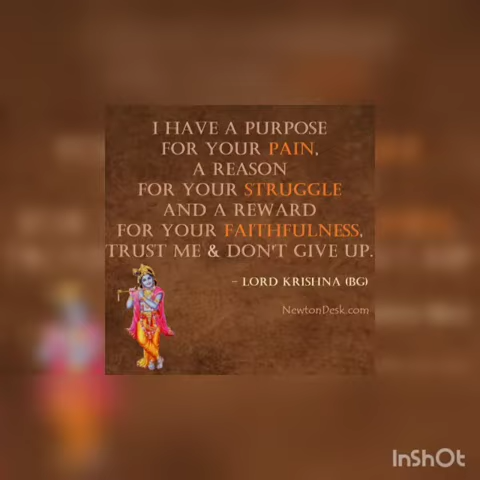 I HAVE A PURPOSE
FOR YOUR PAIN,
A REASON
FOR YOUR STRUGGLE
AND A REWARD
FOR YOUR FAITHFULNESS,
TRUST ME & DON'T GIVE UP.
~ LORD KRISHNA (BG)
NewtonDesk.com
InShOt